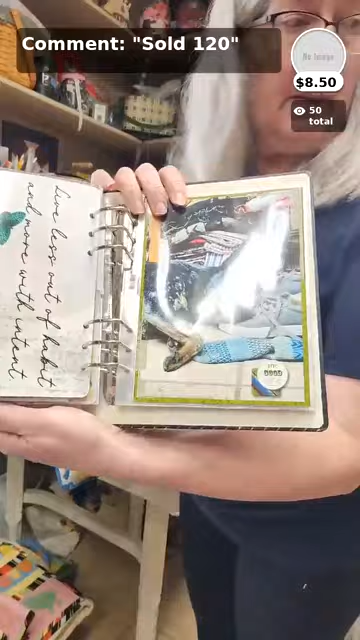 Comment: "Sold 120"
No Image
$8.50
50
total
Live less out of habit
and more with intent